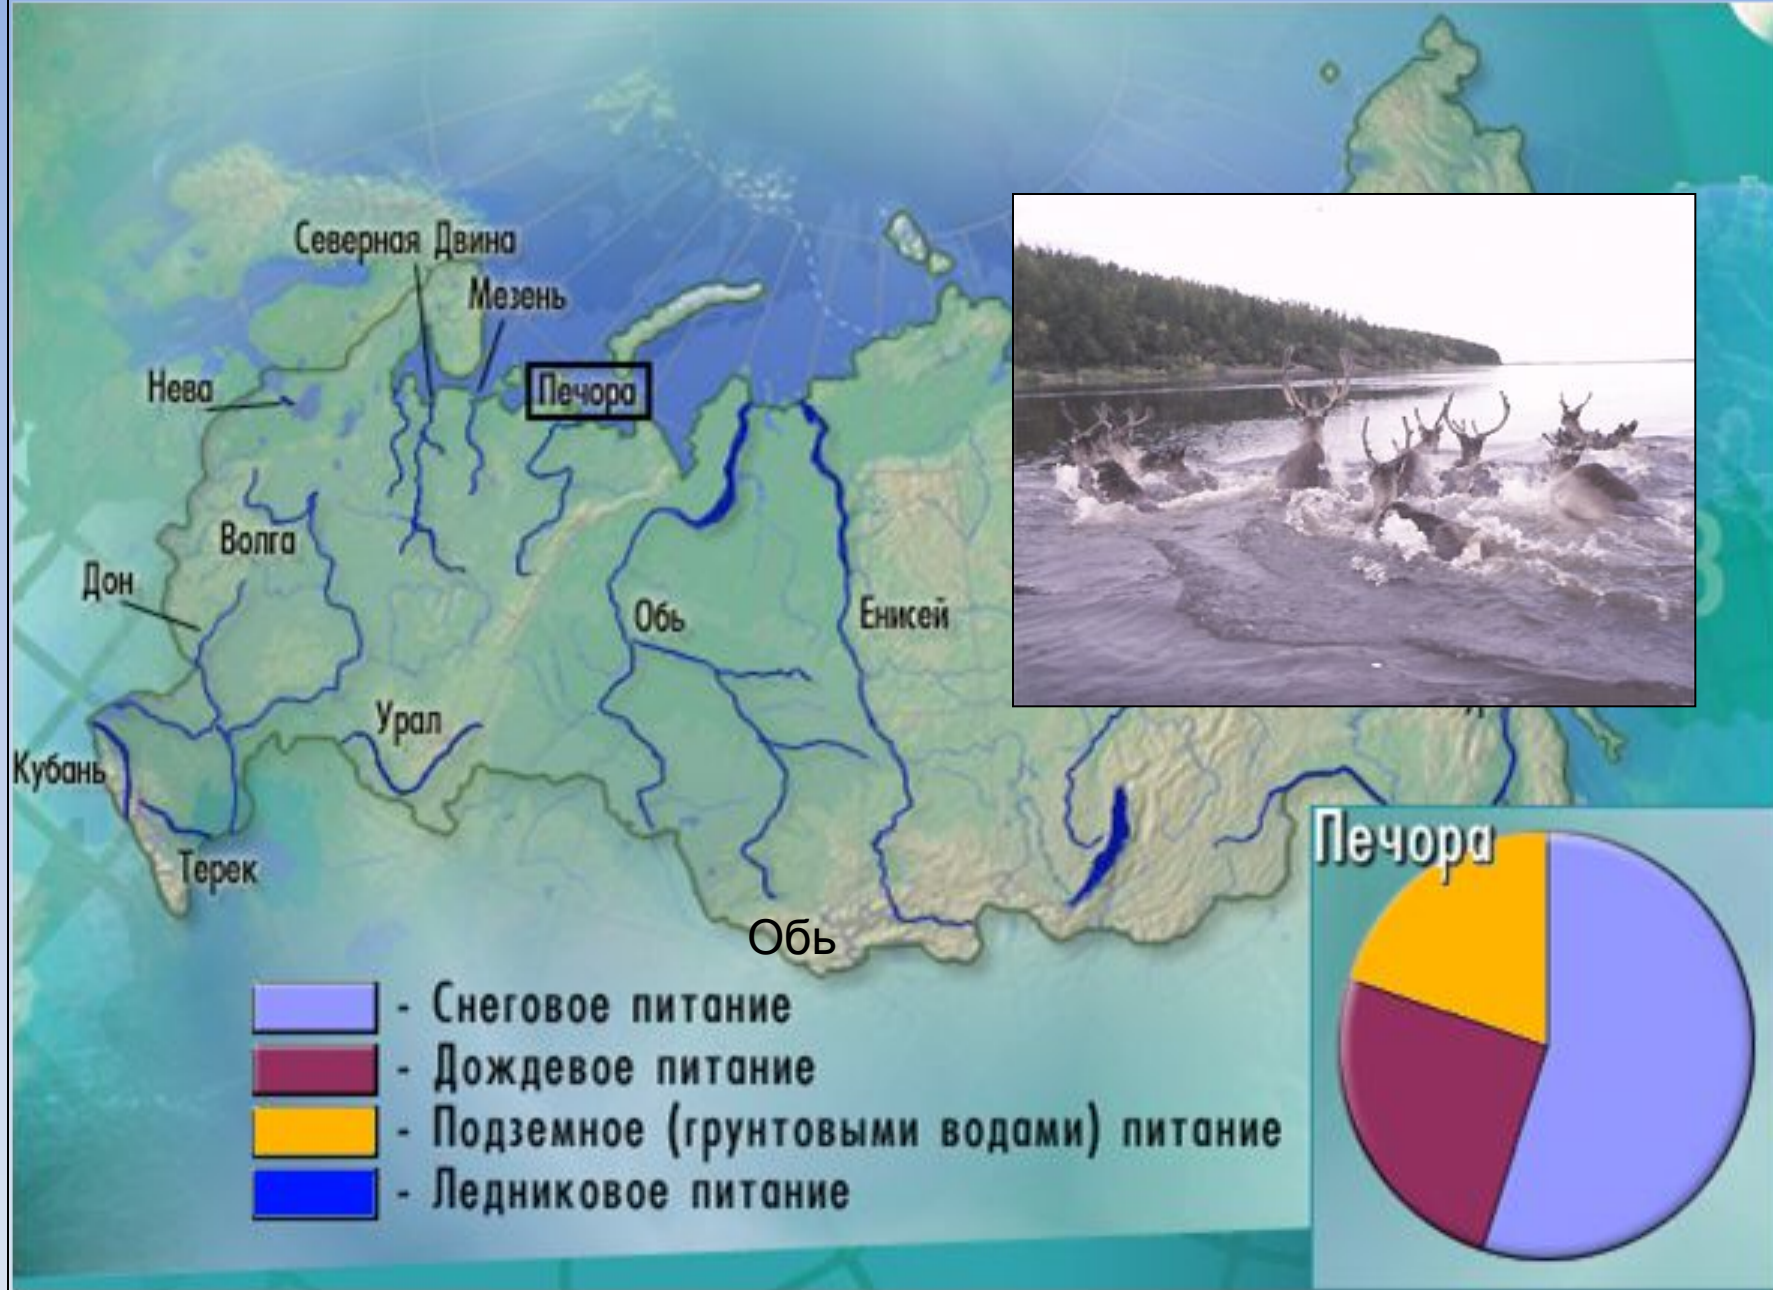 Северная Двина
Мезень
Нева
Печора
Волга
Дон
Обь
Енисей
Урал
Кубань
Терек
Обь
Печора
- Снеговое питание
- Дождевое питание
- Подземное (грунтовыми водами) питание
- Ледниковое питание